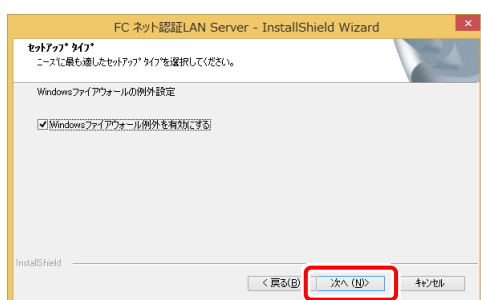 FC ネット認証LAN Server - InstallShield Wizard
セットアップ タイプ
ニーズに最も適したセットアップ タイプを選択してください。
Windowsファイアウォールの例外設定
Windowsファイアウォール例外を有効にする
InstallShield
< 戻る(B) 次へ (N)> キャンセル